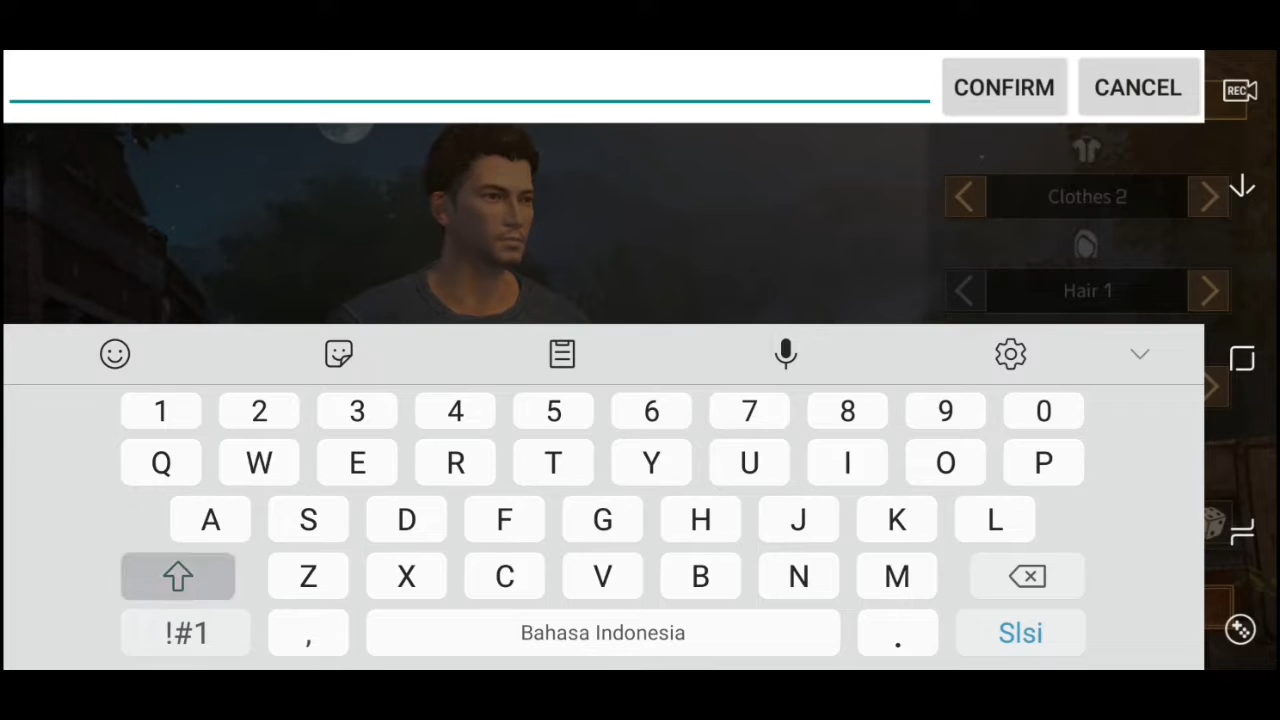 CONFIRM CANCEL REC
Clothes 2
Hair 1
1 2 3 4 5 6 7 8 9 0
Q W E R T Y U I O P
A S D F G H J K L
Z X C V B N M
!#1 , Bahasa Indonesia . Slsi